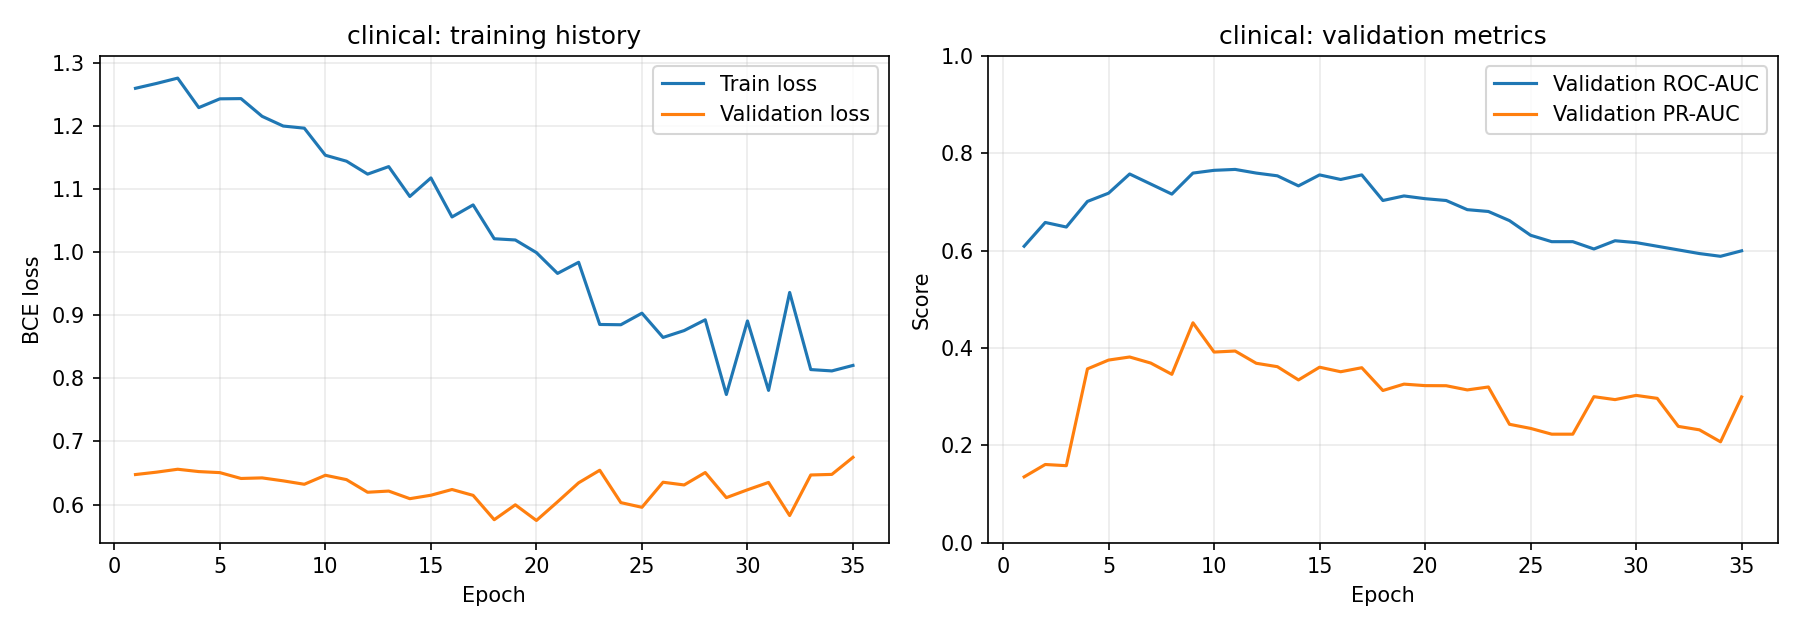 clinical: training history
1.3
1.2
1.1
1.0
0.9
0.8
0.7
0.6
BCE loss
Train loss
Validation loss
0 5 10 15 20 25 30 35
Epoch
clinical: validation metrics
1.0
0.8
0.6
0.4
0.2
0.0
Score
Validation ROC-AUC
Validation PR-AUC
0 5 10 15 20 25 30 35
Epoch